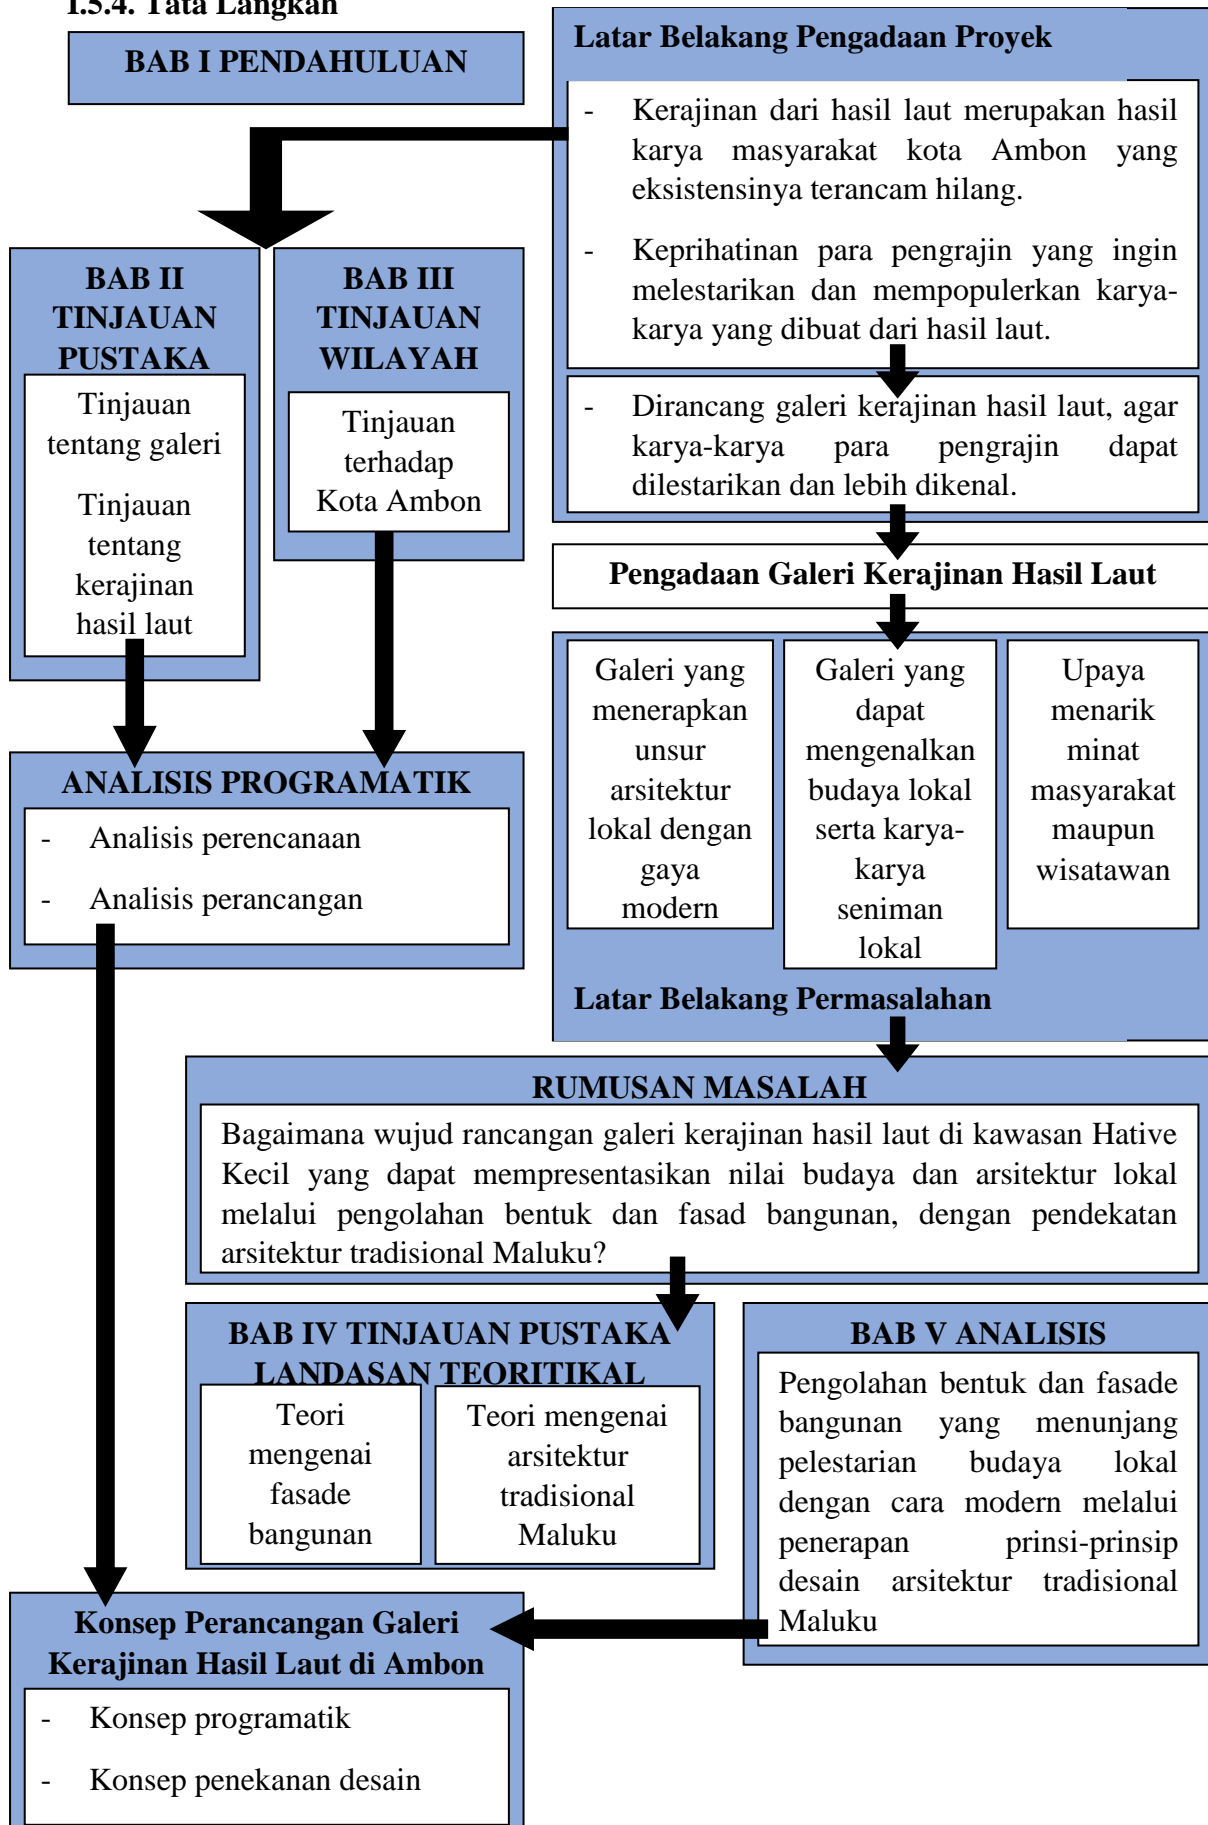 I.5.4. Tata Langkah
BAB I PENDAHULUAN
Latar Belakang Pengadaan Proyek
- Kerajinan dari hasil laut merupakan hasil
karya masyarakat kota Ambon yang
eksistensinya terancam hilang.
- Keprihatinan para pengrajin yang ingin
melestarikan dan mempopulerkan karya-
karya yang dibuat dari hasil laut.
- Dirancang galeri kerajinan hasil laut, agar
karya-karya para pengrajin dapat
dilestarikan dan lebih dikenal.
BAB II
TINJAUAN
PUSTAKA
Tinjauan
tentang galeri
Tinjauan
tentang
kerajinan
hasil laut
BAB III
TINJAUAN
WILAYAH
Tinjauan
terhadap
Kota Ambon
Pengadaan Galeri Kerajinan Hasil Laut
Galeri yang
menerapkan
unsur
arsitektur
lokal dengan
gaya
modern
Galeri yang
dapat
mengenalkan
budaya lokal
serta karya-
karya
seniman
lokal
Upaya
menarik
minat
masyarakat
maupun
wisatawan
Latar Belakang Permasalahan
ANALISIS PROGRAMATIK
- Analisis perencanaan
- Analisis perancangan
RUMUSAN MASALAH
Bagaimana wujud rancangan galeri kerajinan hasil laut di kawasan Hative
Kecil yang dapat mempresentasikan nilai budaya dan arsitektur lokal
melalui pengolahan bentuk dan fasad bangunan, dengan pendekatan
arsitektur tradisional Maluku?
BAB IV TINJAUAN PUSTAKA
LANDASAN TEORITIKAL
Teori
mengenai
fasade
bangunan
Teori mengenai
arsitektur
tradisional
Maluku
BAB V ANALISIS
Pengolahan bentuk dan fasade
bangunan yang menunjang
pelestarian budaya lokal
dengan cara modern melalui
penerapan prinsi-prinsip
desain arsitektur tradisional
Maluku
Konsep Perancangan Galeri
Kerajinan Hasil Laut di Ambon
- Konsep programatik
- Konsep penekanan desain